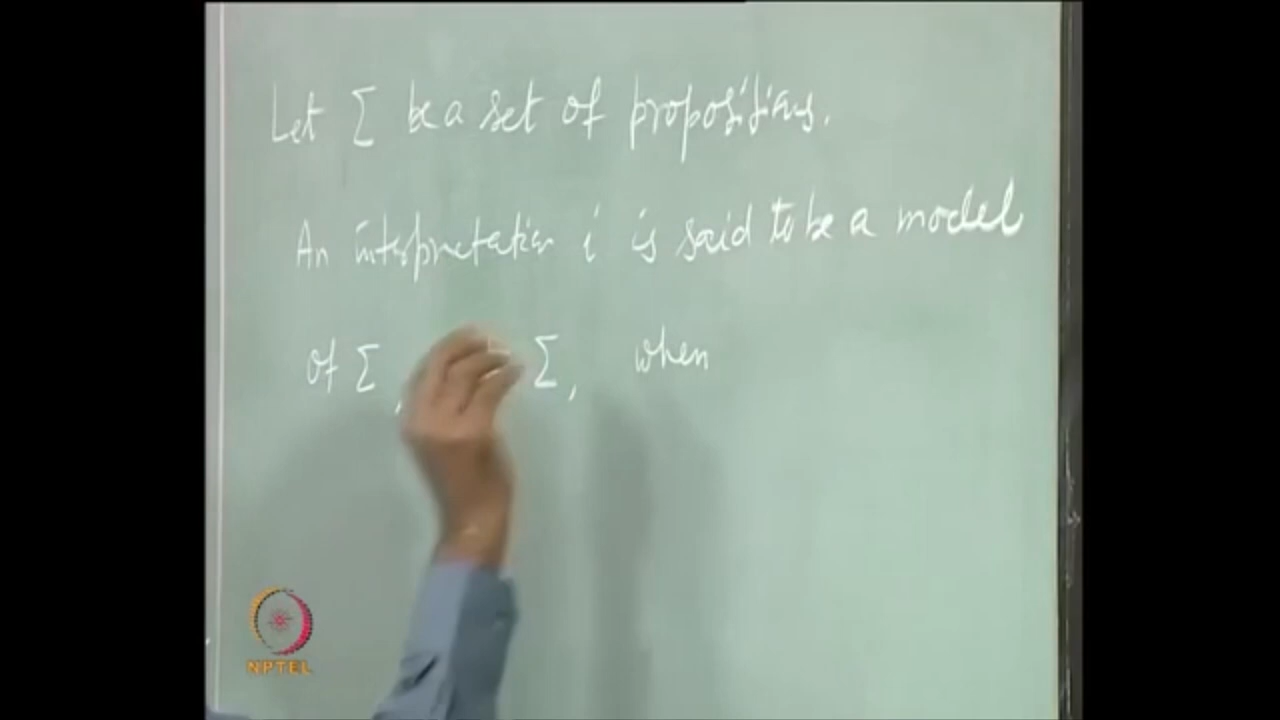 Let Σ be a set of propositions.
An interpretation i is said to be a model
of Σ, Σ, when
NPTEL